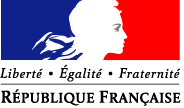 Liberté • Égalité • Fraternité
RÉPUBLIQUE FRANÇAISE